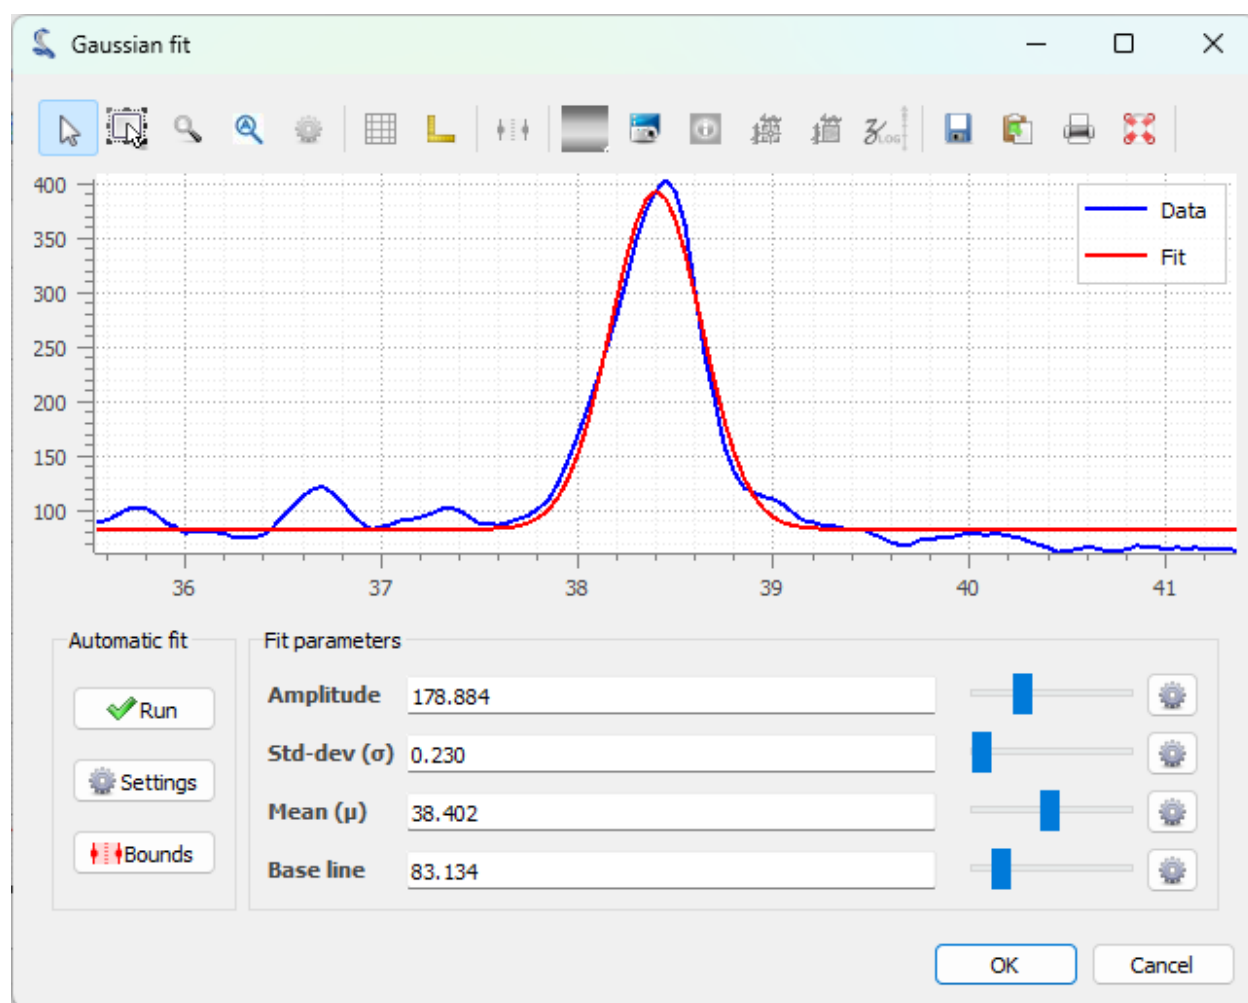 Gaussian fit
LOG
400
350
300
250
200
150
100
Data
Fit
36 37 38 39 40 41
Automatic fit
Run
Settings
Bounds
Fit parameters
Amplitude 178.884
Std-dev (σ) 0.230
Mean (μ) 38.402
Base line 83.134
OK Cancel